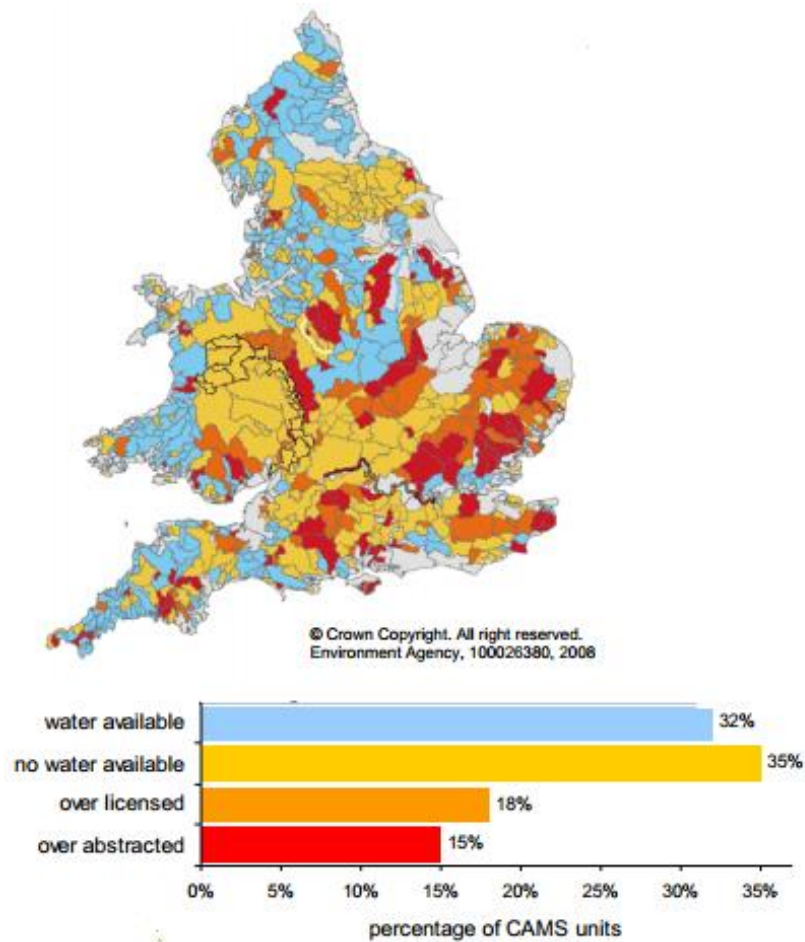 © Crown Copyright. All right reserved.
Environment Agency, 100026380, 2008
water available
32%
no water available
35%
over licensed
18%
over abstracted
15%
0% 5% 10% 15% 20% 25% 30% 35%
percentage of CAMS units